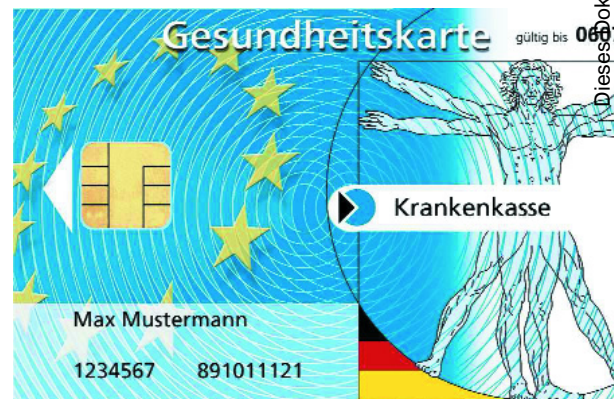 Gesundheitskarte
gültig bis
Krankenkasse
Max Mustermann
1234567 891011121